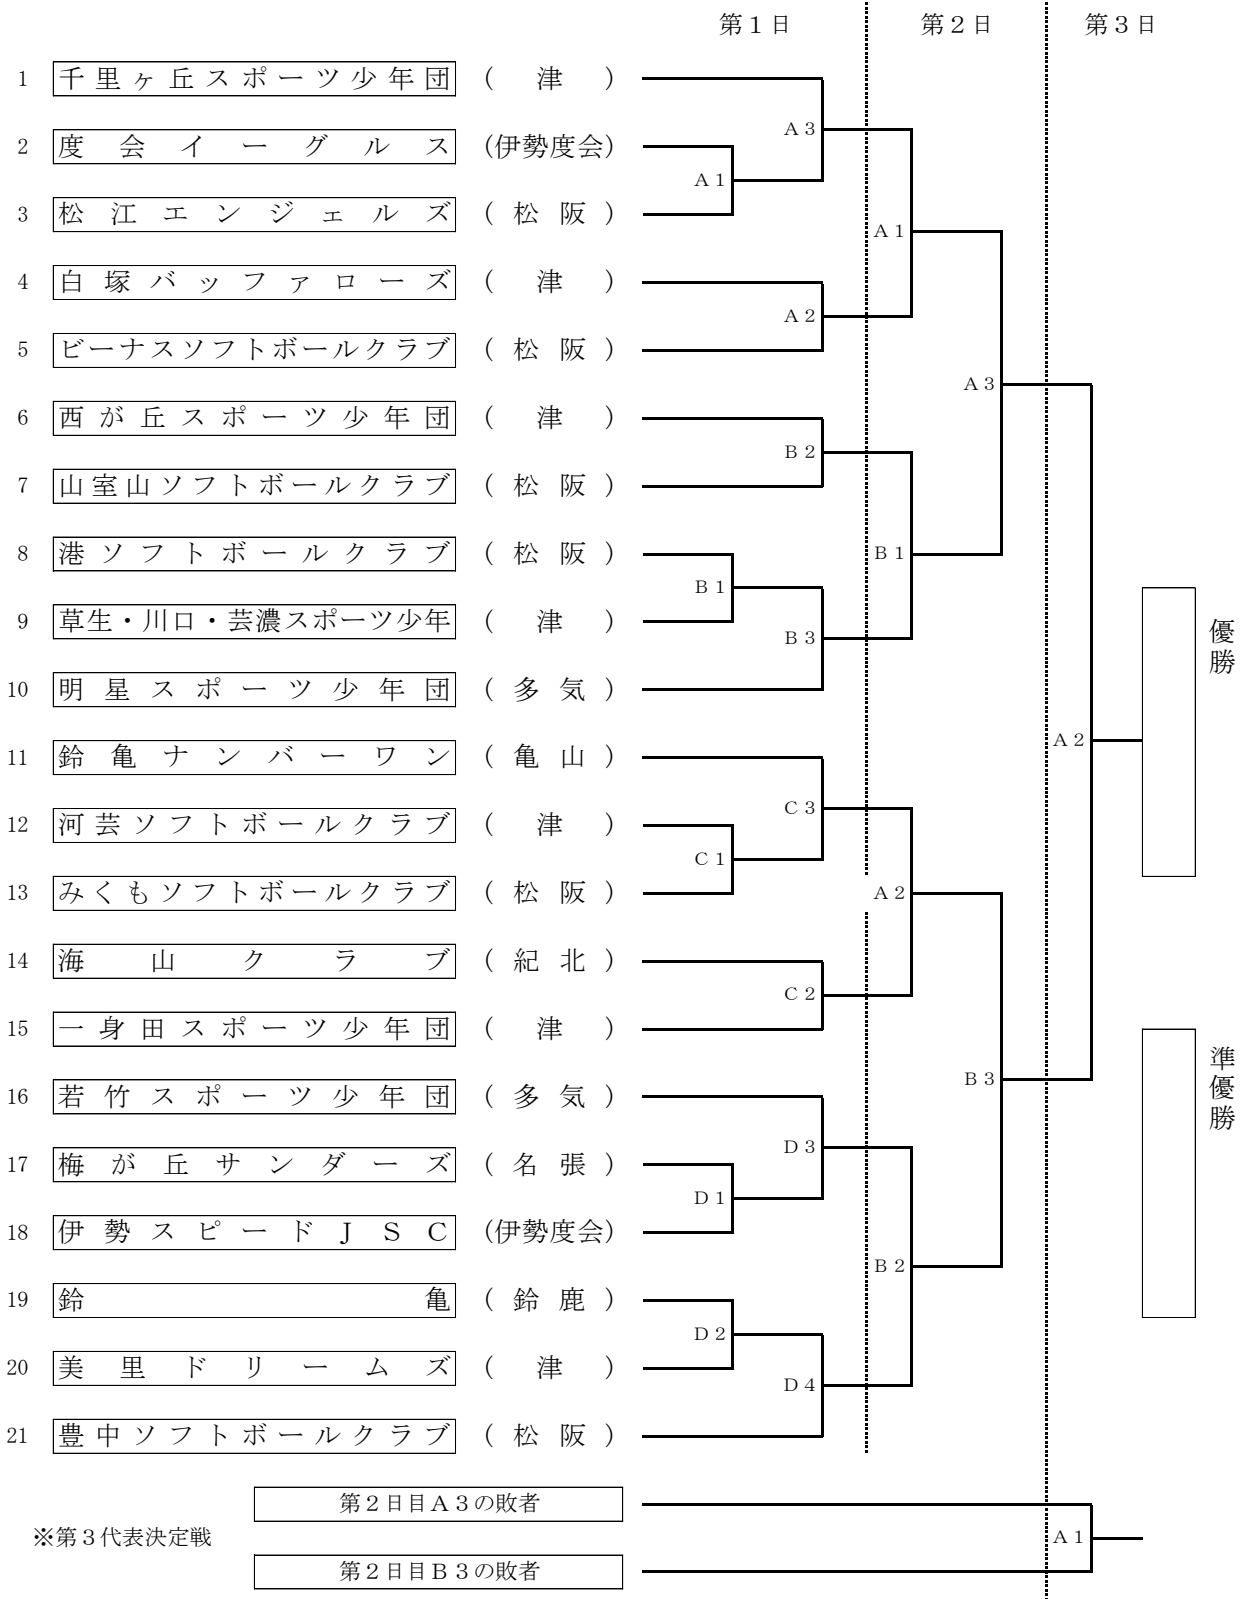 第1日 第2日 第3日
1 千里ヶ丘スポーツ少年団 ( 津 )
A3
2 度会イーグルス (伊勢度会)
A1
3 松江エンジェルズ ( 松阪 )
A1
4 白塚バッファローズ ( 津 )
A2
5 ビーナスソフトボールクラブ ( 松阪 )
A3
6 西が丘スポーツ少年団 ( 津 )
B2
7 山室山ソフトボールクラブ ( 松阪 )
8 港ソフトボールクラブ ( 松阪 )
B1
B1
9 草生・川口・芸濃スポーツ少年 ( 津 )
B3
優勝
10 明星スポーツ少年団 ( 多気 )
A2
11 鈴亀ナンバーワン ( 亀山 )
C3
12 河芸ソフトボールクラブ ( 津 )
C1
13 みくもソフトボールクラブ ( 松阪 )
A2
14 海山クラブ ( 紀北 )
C2
15 一身田スポーツ少年団 ( 津 )
B3
準優勝
16 若竹スポーツ少年団 ( 多気 )
D3
17 梅が丘サンダーズ ( 名張 )
D1
18 伊勢スピードJSC (伊勢度会)
B2
19 鈴亀 ( 鈴鹿 )
D2
20 美里ドリームズ ( 津 )
D4
21 豊中ソフトボールクラブ ( 松阪 )
第2日目A3の敗者
※第3代表決定戦
A1
第2日目B3の敗者